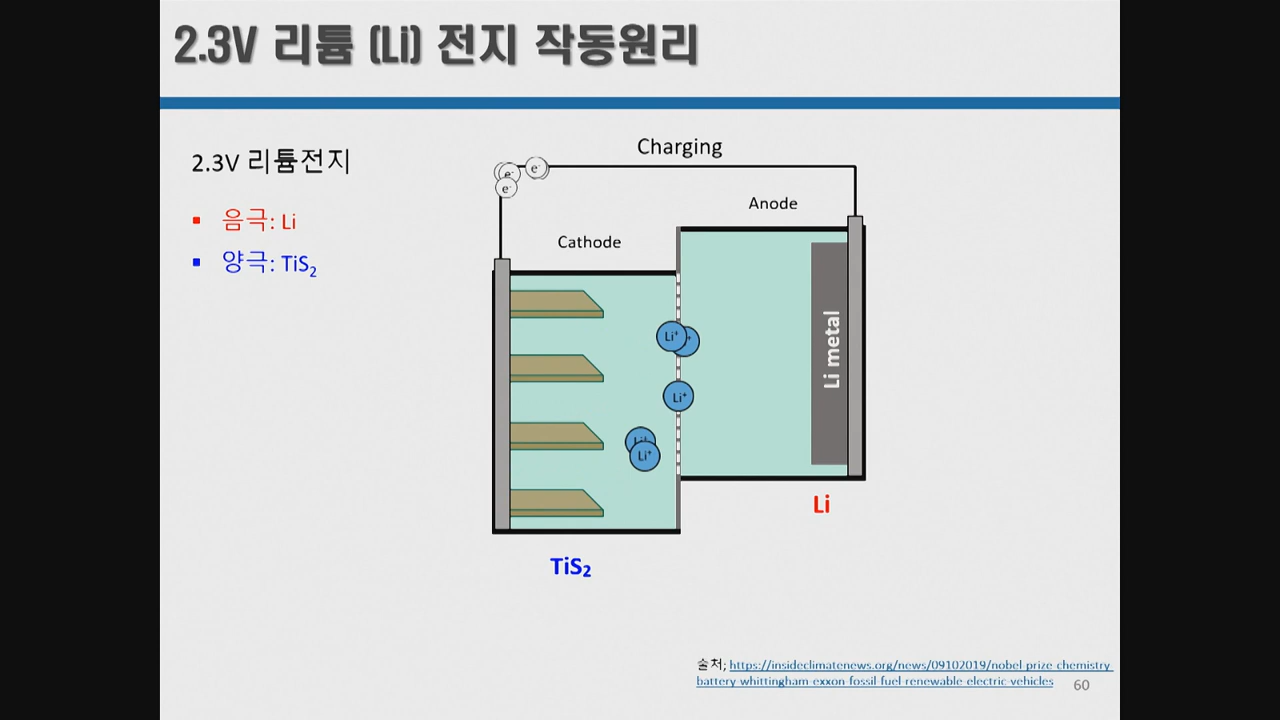 2.3V 리튬 (Li) 전지 작동원리
2.3V 리튬전지
▪ 음극: Li
▪ 양극: TiS₂
Charging
e⁻
e⁻
e⁻
Anode
Cathode
Li⁺
Li⁺
Li⁺
Li metal
Li
TiS₂
출처; https://insideclimatenews.org/news/09102019/nobel-prize-chemistry-
battery-whittingham-exxon-fossil-fuel-renewable-electric-vehicles
60